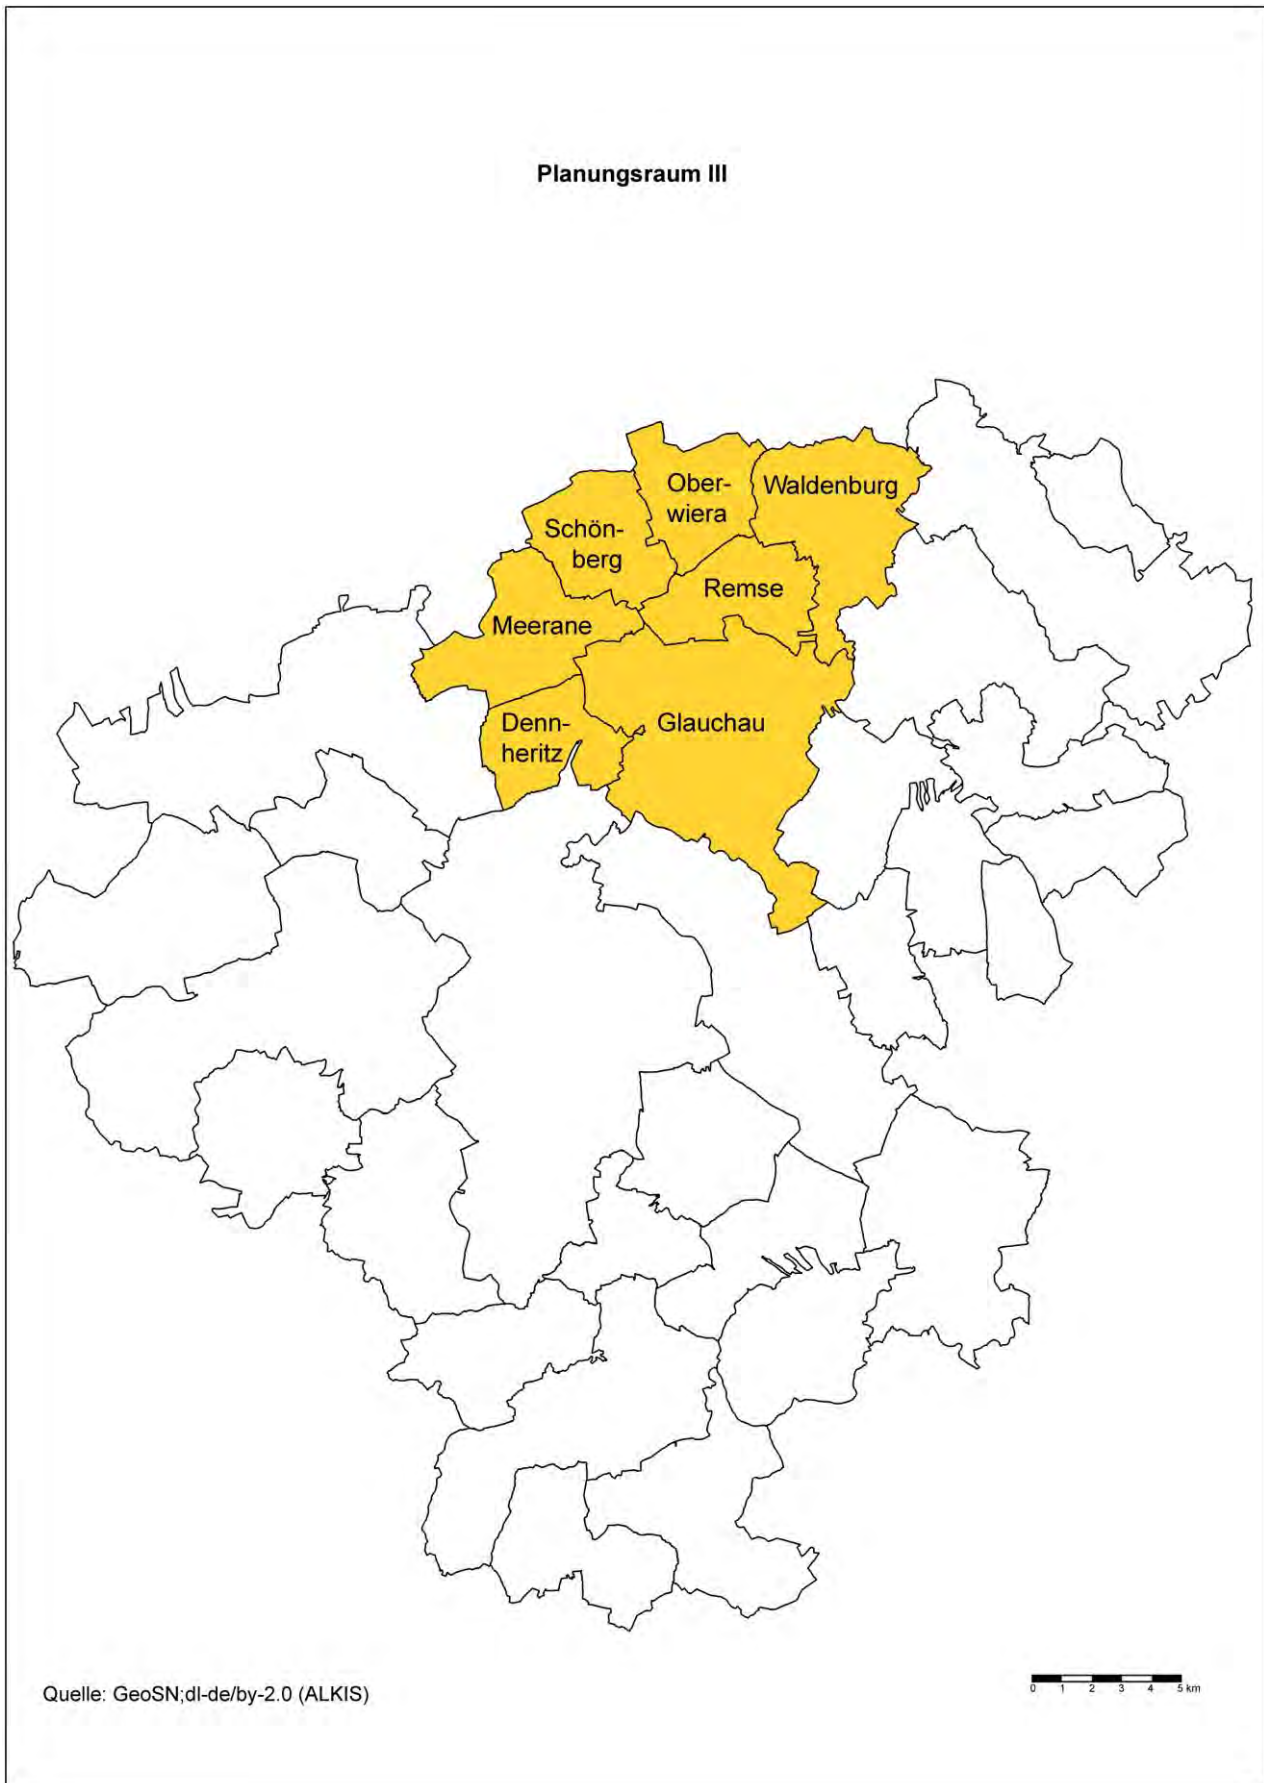 Planungsraum III
Ober-
wiera
Waldenburg
Schön-
berg
Remse
Meerane
Denn-
heritz
Glauchau
Quelle: GeoSN;dl-de/by-2.0 (ALKIS)
0 1 2 3 4 5 km